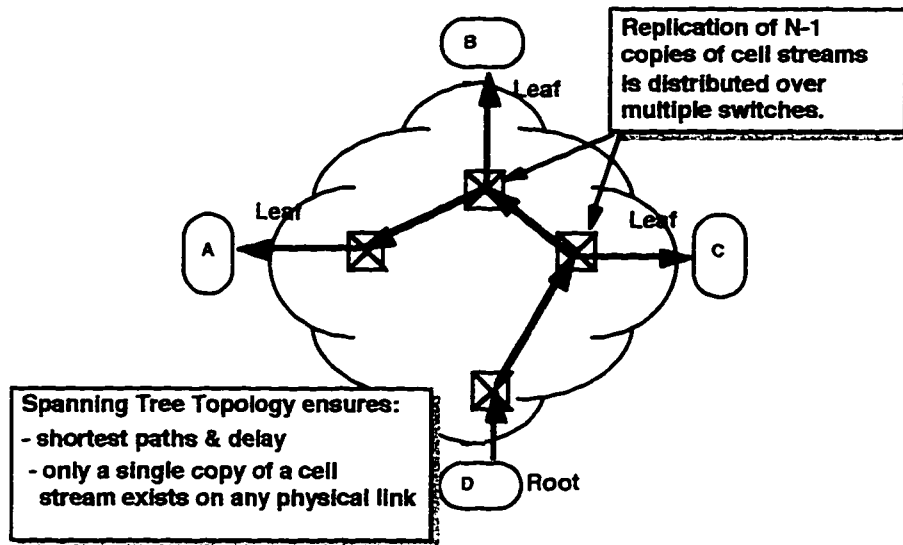 B
Replication of N-1
copies of cell streams
is distributed over
multiple switches.
Leaf
Leaf
Leaf
A
C
Spanning Tree Topology ensures:
- shortest paths & delay
- only a single copy of a cell
stream exists on any physical link
D
Root